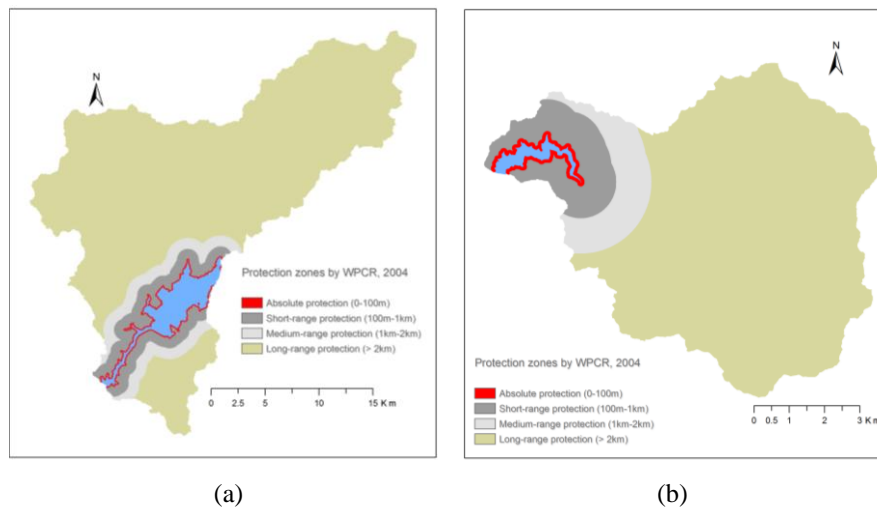 N
Protection zones by WPCR, 2004
Absolute protection (0-100m)
Short-range protection (100m-1km)
Medium-range protection (1km-2km)
Long-range protection (> 2km)
0 2.5 5 10 15 Km
(a)
N
Protection zones by WPCR, 2004
Absolute protection (0-100m)
Short-range protection (100m-1km)
Medium-range protection (1km-2km)
Long-range protection (> 2km)
0 0.5 1 2 3 Km
(b)